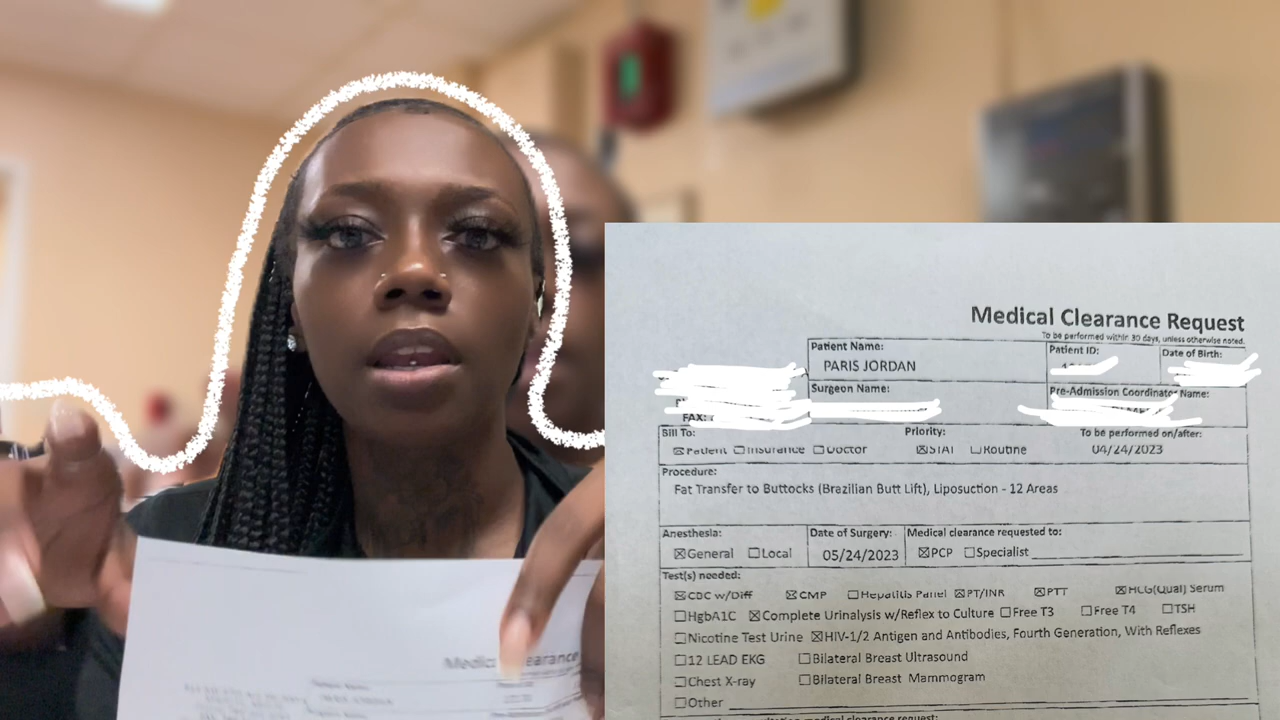 Medical Clearance Request
To be performed within 30 days, unless otherwise noted.
Patient Name:
PARIS JORDAN
Patient ID:
Date of Birth:
Surgeon Name:
Pre-Admission Coordinator Name:
FAX:
Bill To:
☒Patient ☐Insurance ☐Doctor
Priority:
☒STAT ☐Routine
To be performed on/after:
04/24/2023
Procedure:
Fat Transfer to Buttocks (Brazilian Butt Lift), Liposuction - 12 Areas
Anesthesia:
☒General ☐Local
Date of Surgery:
05/24/2023
Medical clearance requested to:
☒PCP ☐Specialist
Test(s) needed:
☒CBC w/Diff ☒CMP ☐Hepatitis Panel ☒PT/INR ☒PTT ☒HCG(Qual) Serum
☐HgbA1C ☒Complete Urinalysis w/Reflex to Culture ☐Free T3 ☐Free T4 ☐TSH
☐Nicotine Test Urine ☒HIV-1/2 Antigen and Antibodies, Fourth Generation, With Reflexes
☐12 LEAD EKG ☐Bilateral Breast Ultrasound
☐Chest X-ray ☐Bilateral Breast Mammogram
☐Other
medical clearance request: